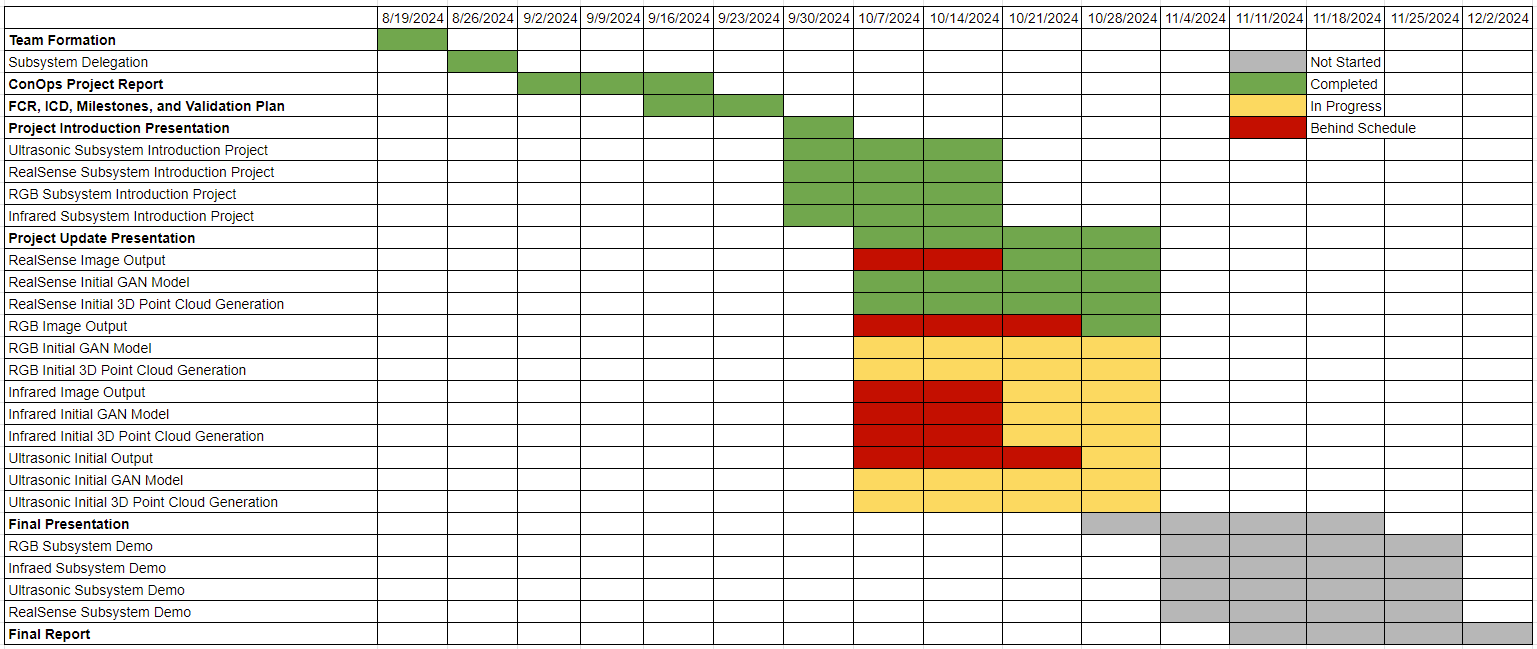 8/19/2024 8/26/2024 9/2/2024 9/9/2024 9/16/2024 9/23/2024 9/30/2024 10/7/2024 10/14/2024 10/21/2024 10/28/2024 11/4/2024 11/11/2024 11/18/2024 11/25/2024 12/2/2024
Team Formation
Subsystem Delegation Not Started
ConOps Project Report Completed
FCR, ICD, Milestones, and Validation Plan In Progress
Project Introduction Presentation Behind Schedule
Ultrasonic Subsystem Introduction Project
RealSense Subsystem Introduction Project
RGB Subsystem Introduction Project
Infrared Subsystem Introduction Project
Project Update Presentation
RealSense Image Output
RealSense Initial GAN Model
RealSense Initial 3D Point Cloud Generation
RGB Image Output
RGB Initial GAN Model
RGB Initial 3D Point Cloud Generation
Infrared Image Output
Infrared Initial GAN Model
Infrared Initial 3D Point Cloud Generation
Ultrasonic Initial Output
Ultrasonic Initial GAN Model
Ultrasonic Initial 3D Point Cloud Generation
Final Presentation
RGB Subsystem Demo
Infraed Subsystem Demo
Ultrasonic Subsystem Demo
RealSense Subsystem Demo
Final Report